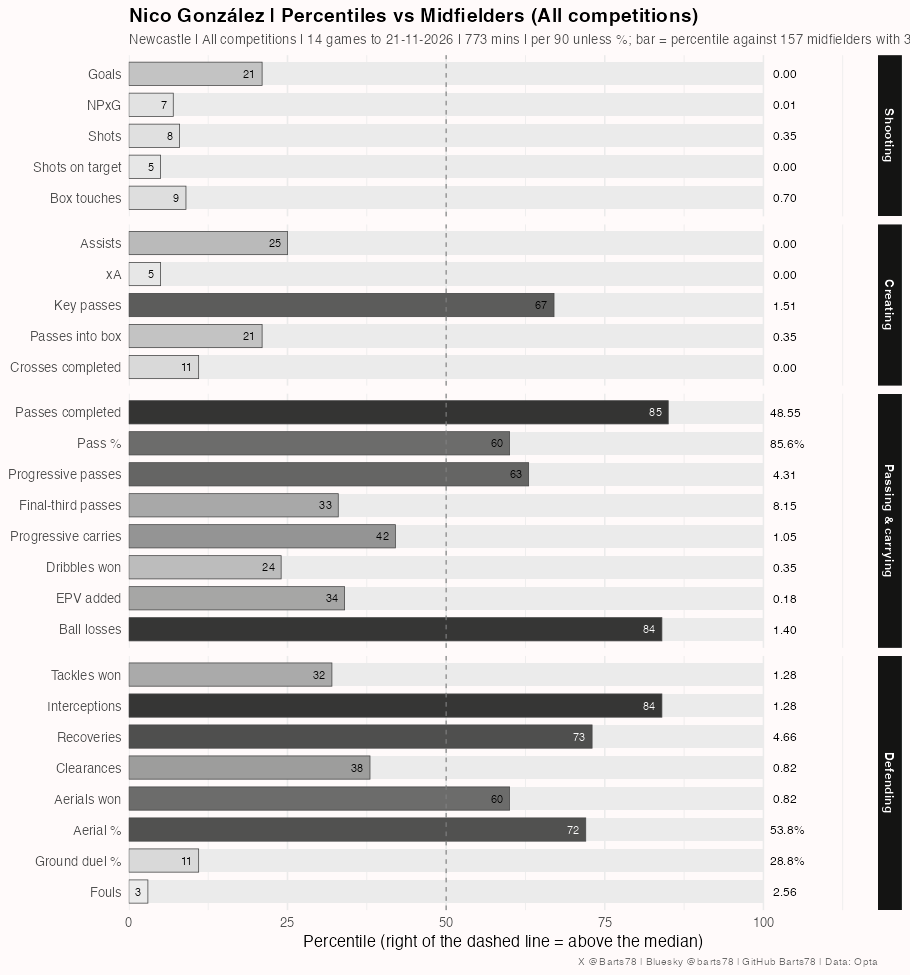 Nico González | Percentiles vs Midfielders (All competitions)
Newcastle | All competitions | 14 games to 21-11-2026 | 773 mins | per 90 unless %; bar = percentile against 157 midfielders with 3
Goals 21 0.00
NPxG 7 0.01
Shots 8 0.35
Shots on target 5 0.00
Box touches 9 0.70
Shooting
Assists 25 0.00
xA 5 0.00
Key passes 67 1.51
Passes into box 21 0.35
Crosses completed 11 0.00
Creating
Passes completed 85 48.55
Pass % 60 85.6%
Progressive passes 63 4.31
Final-third passes 33 8.15
Progressive carries 42 1.05
Dribbles won 24 0.35
EPV added 34 0.18
Ball losses 84 1.40
Passing & carrying
Tackles won 32 1.28
Interceptions 84 1.28
Recoveries 73 4.66
Clearances 38 0.82
Aerials won 60 0.82
Aerial % 72 53.8%
Ground duel % 11 28.8%
Fouls 3 2.56
Defending
0 25 50 75 100
Percentile (right of the dashed line = above the median)
X @Barts78 | Bluesky @barts78 | GitHub Barts78 | Data: Opta